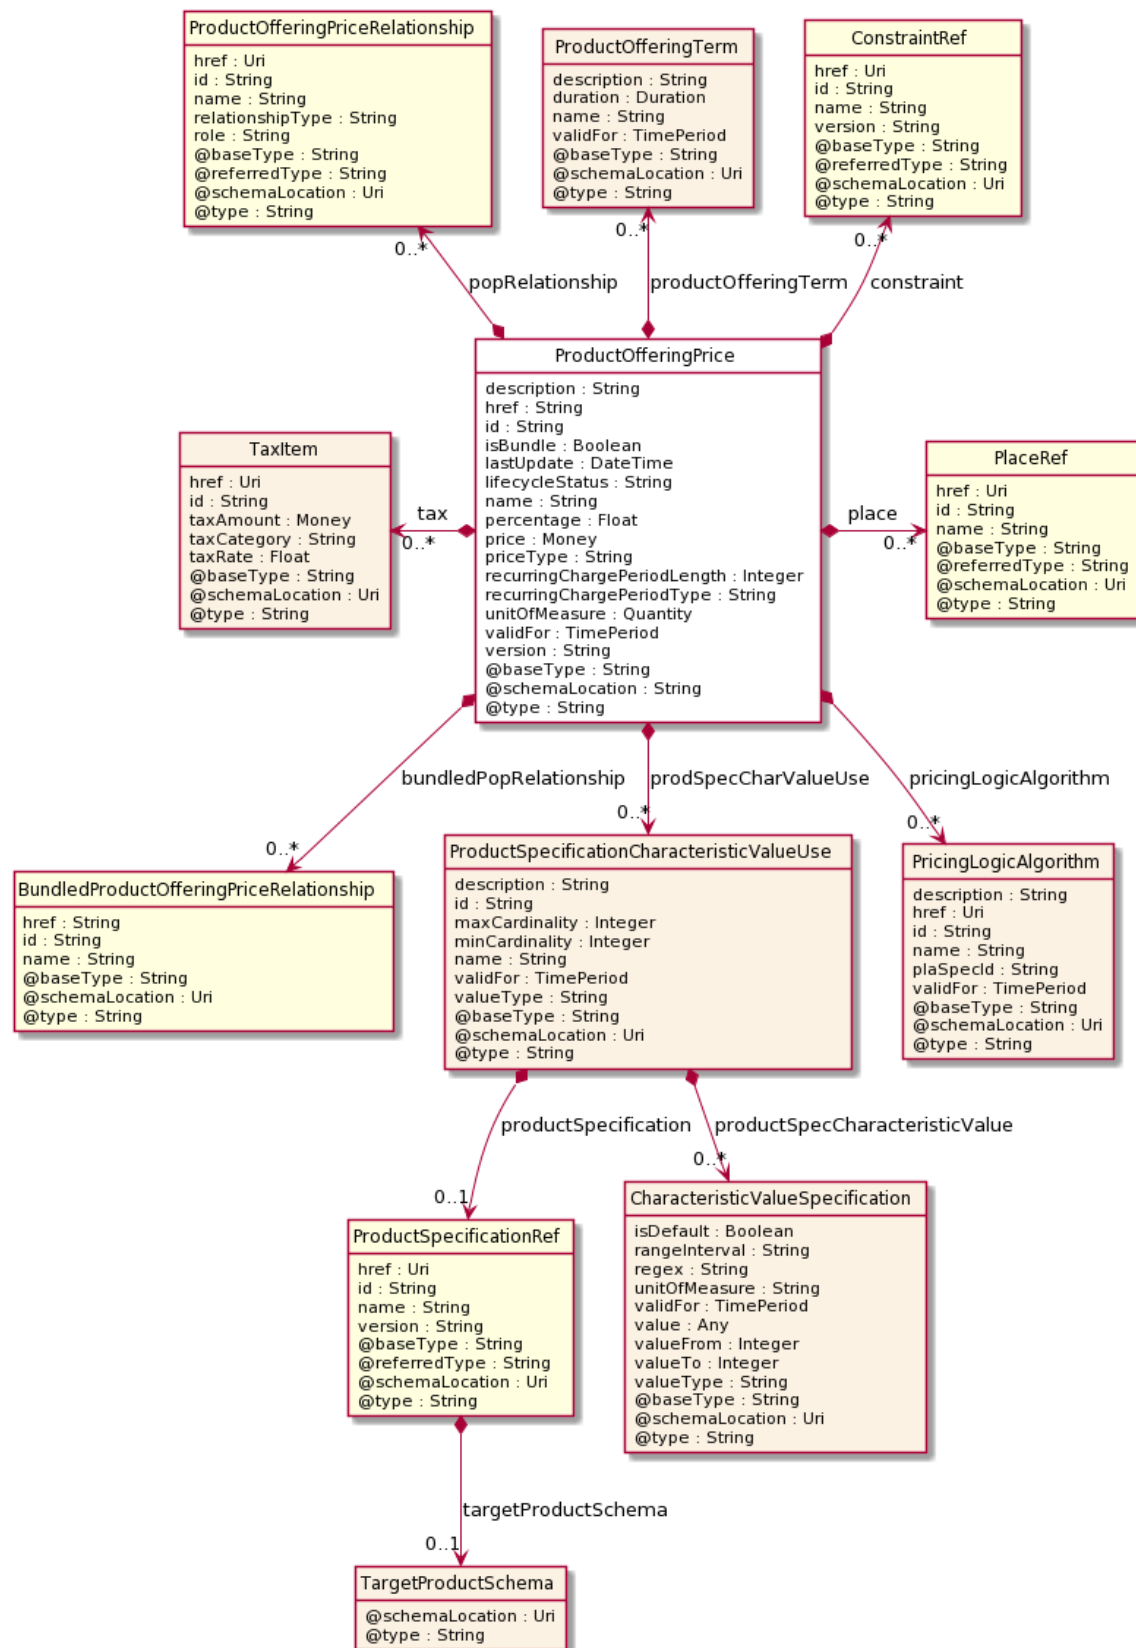 ProductOfferingPriceRelationship
href : Uri
id : String
name : String
relationshipType : String
role : String
@baseType : String
@referredType : String
@schemaLocation : Uri
@type : String
ProductOfferingTerm
description : String
duration : Duration
name : String
validFor : TimePeriod
@baseType : String
@schemaLocation : Uri
@type : String
ConstraintRef
href : Uri
id : String
name : String
version : String
@baseType : String
@referredType : String
@schemaLocation : Uri
@type : String
0..*
popRelationship
0..*
productOfferingTerm
0..*
constraint
ProductOfferingPrice
description : String
href : String
id : String
isBundle : Boolean
lastUpdate : DateTime
lifecycleStatus : String
name : String
percentage : Float
price : Money
priceType : String
recurringChargePeriodLength : Integer
recurringChargePeriodType : String
unitOfMeasure : Quantity
validFor : TimePeriod
version : String
@baseType : String
@schemaLocation : String
@type : String
TaxItem
href : Uri
id : String
taxAmount : Money
taxCategory : String
taxRate : Float
@baseType : String
@schemaLocation : Uri
@type : String
tax
0..*
place
0..*
PlaceRef
href : Uri
id : String
name : String
@baseType : String
@referredType : String
@schemaLocation : Uri
@type : String
bundledPopRelationship
0..*
prodSpecCharValueUse
0..*
pricingLogicAlgorithm
0..*
BundledProductOfferingPriceRelationship
href : String
id : String
name : String
@baseType : String
@schemaLocation : Uri
@type : String
ProductSpecificationCharacteristicValueUse
description : String
id : String
maxCardinality : Integer
minCardinality : Integer
name : String
validFor : TimePeriod
valueType : String
@baseType : String
@schemaLocation : Uri
@type : String
PricingLogicAlgorithm
description : String
href : Uri
id : String
name : String
plaSpecId : String
validFor : TimePeriod
@baseType : String
@schemaLocation : Uri
@type : String
productSpecification
0..1
productSpecCharacteristicValue
0..*
ProductSpecificationRef
href : Uri
id : String
name : String
version : String
@baseType : String
@referredType : String
@schemaLocation : Uri
@type : String
CharacteristicValueSpecification
isDefault : Boolean
rangeInterval : String
regex : String
unitOfMeasure : String
validFor : TimePeriod
value : Any
valueFrom : Integer
valueTo : Integer
valueType : String
@baseType : String
@schemaLocation : Uri
@type : String
targetProductSchema
0..1
TargetProductSchema
@schemaLocation : Uri
@type : String